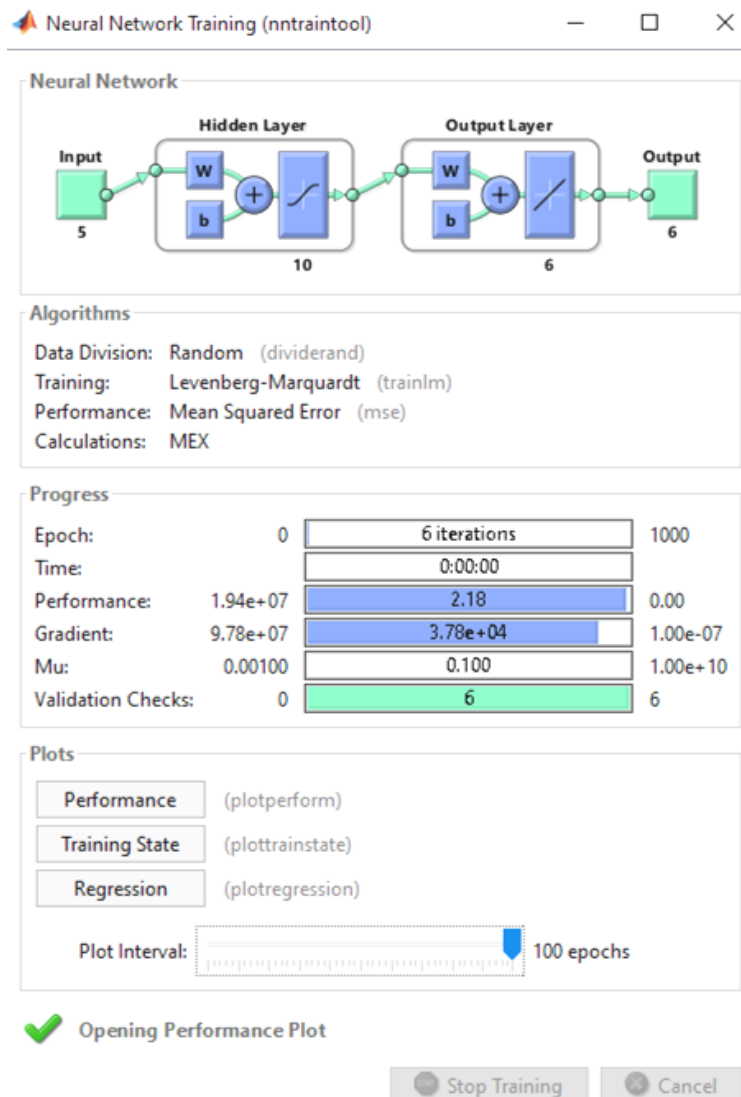 Neural Network Training (nntraintool)
Neural Network
Hidden Layer Output Layer
Input Output
W W
+ +
b b
5 6
10 6
Algorithms
Data Division: Random (dividerand)
Training: Levenberg-Marquardt (trainlm)
Performance: Mean Squared Error (mse)
Calculations: MEX
Progress
Epoch: 0 6 iterations 1000
Time: 0:00:00
Performance: 1.94e+07 2.18 0.00
Gradient: 9.78e+07 3.78e+04 1.00e-07
Mu: 0.00100 0.100 1.00e+10
Validation Checks: 0 6 6
Plots
Performance (plotperform)
Training State (plottrainstate)
Regression (plotregression)
Plot Interval: 100 epochs
Opening Performance Plot
STOP Stop Training Cancel